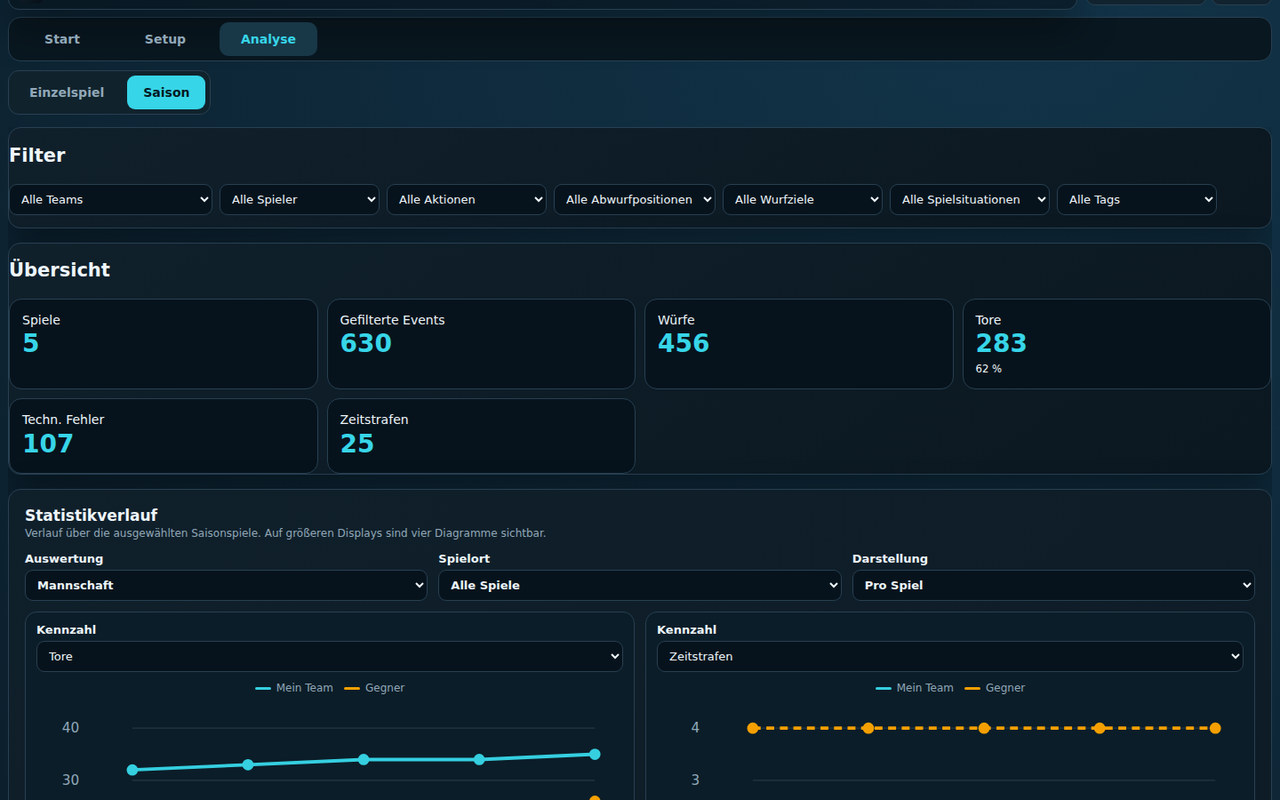 Start Setup Analyse
Einzelspiel Saison
Filter
Alle Teams Alle Spieler Alle Aktionen Alle Abwurfpositionen Alle Wurfziele Alle Spielsituationen Alle Tags
Übersicht
Spiele Gefilterte Events Würfe Tore
5 630 456 283
62 %
Techn. Fehler Zeitstrafen
107 25
Statistikverlauf
Verlauf über die ausgewählten Saisonspiele. Auf größeren Displays sind vier Diagramme sichtbar.
Auswertung Spielort Darstellung
Mannschaft Alle Spiele Pro Spiel
Kennzahl Kennzahl
Tore Zeitstrafen
Mein Team Gegner Mein Team Gegner
40 4
30 3